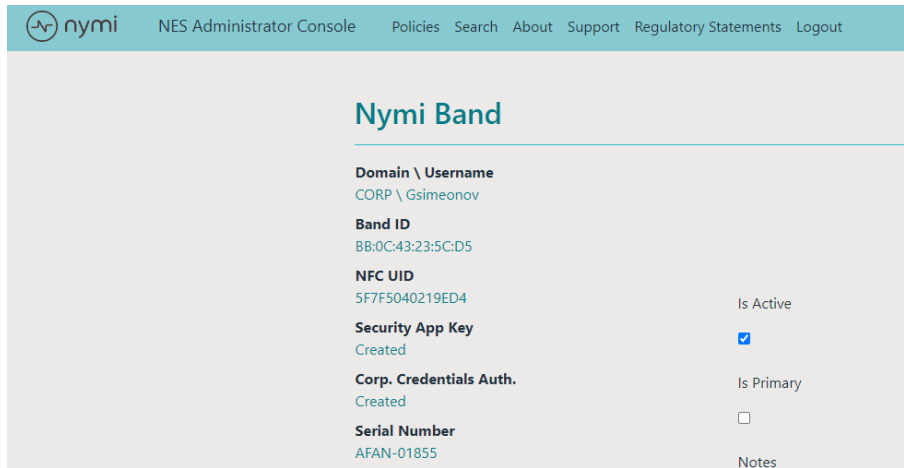 nymi NES Administrator Console Policies Search About Support Regulatory Statements Logout
Nymi Band
Domain \ Username
CORP \ Gsimeonov
Band ID
BB:0C:43:23:5C:D5
NFC UID
5F7F5040219ED4
Is Active
Security App Key
Created
Corp. Credentials Auth.
Is Primary
Created
Serial Number
AFAN-01855
Notes